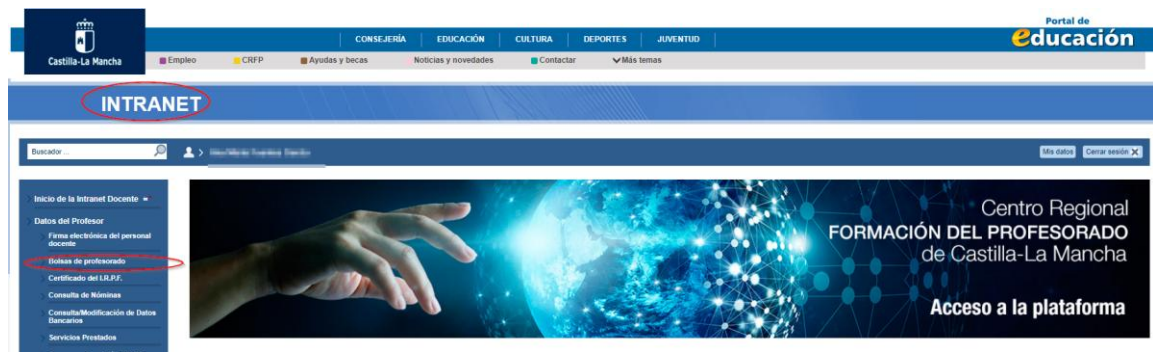 Portal de
educación
CONSEJERÍA EDUCACIÓN CULTURA DEPORTES JUVENTUD
Castilla-La Mancha
Empleo CRFP Ayudas y becas Noticias y novedades Contactar Más temas
INTRANET
Buscador ...
>
Mis datos Cerrar sesión X
Inicio de la Intranet Docente
Datos del Profesor
Firma electrónica del personal
docente
Bolsas de profesorado
Certificado del I.R.P.F.
Consulta de Nóminas
Consulta/Modificación de Datos
Bancarios
Servicios Prestados
Centro Regional
FORMACIÓN DEL PROFESORADO
de Castilla-La Mancha
Acceso a la plataforma